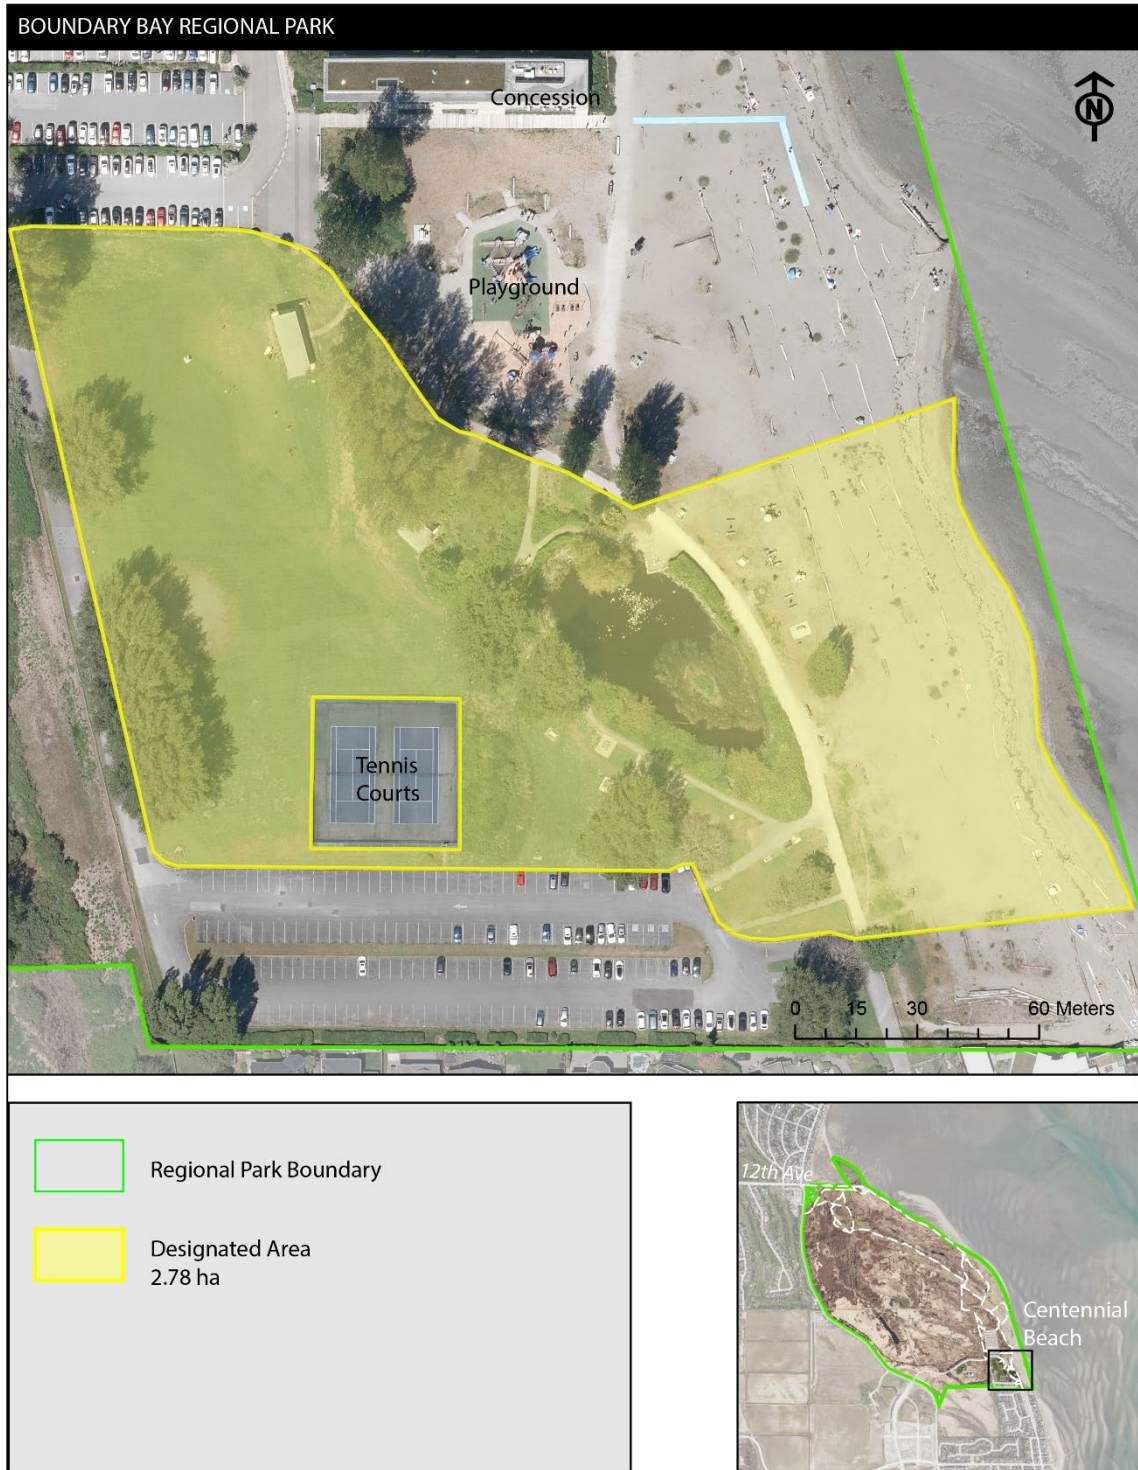 BOUNDARY BAY REGIONAL PARK
N
Concession
Playground
Tennis
Courts
0 15 30 60 Meters
Regional Park Boundary
Designated Area
2.78 ha
12th Ave
Centennial
Beach